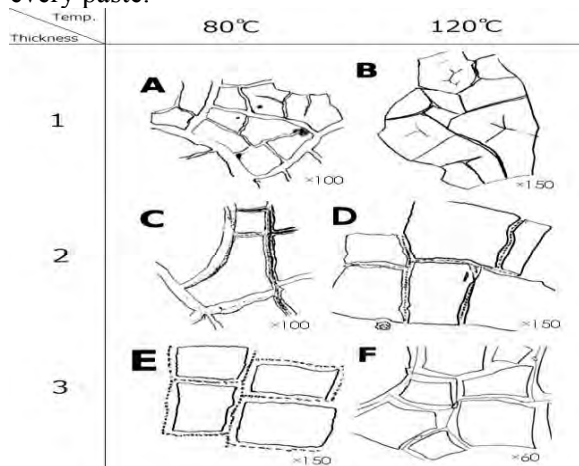 every paste.
Temp.
Thickness
80℃ 120℃
1
A
B
×100
×150
2
C
D
×100
×150
3
E
F
×150
×60